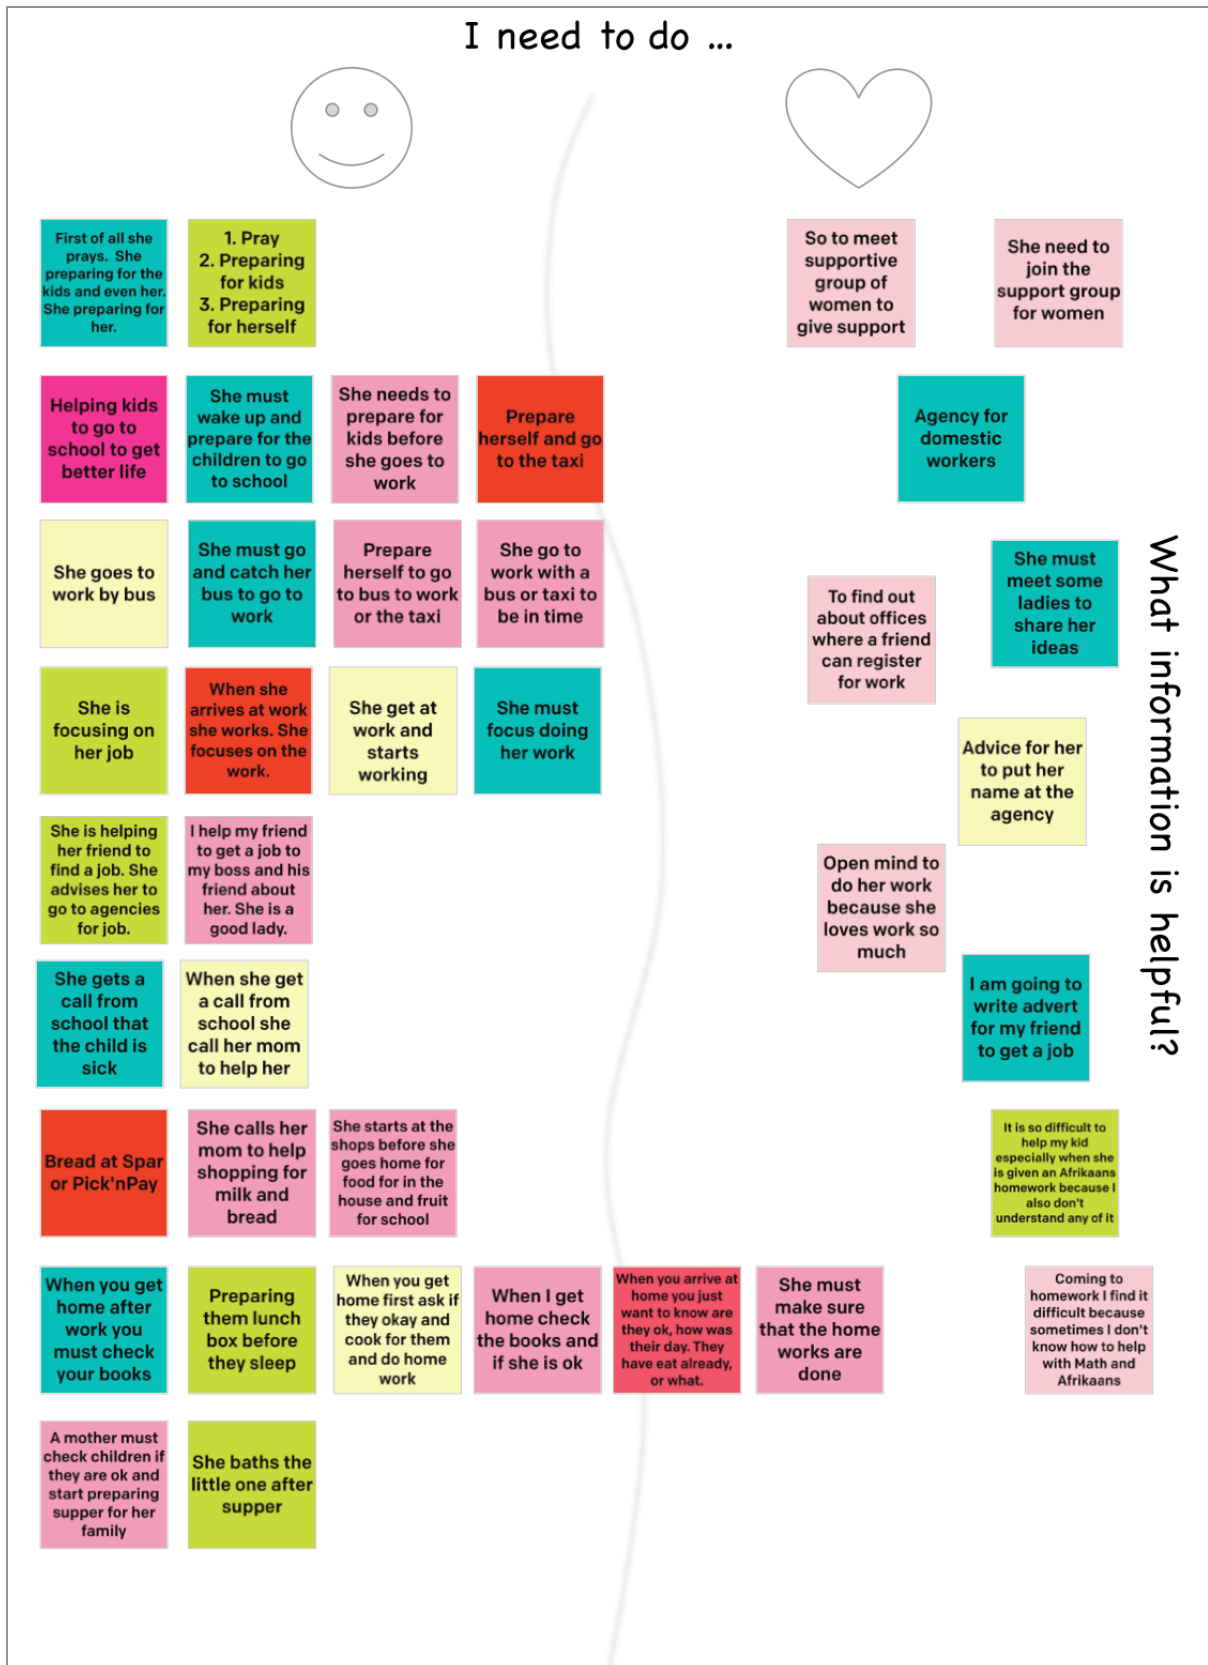 I need to do ...
First of all she
prays. She
preparing for the
kids and even her.
She preparing for
her.
1. Pray
2. Preparing
for kids
3. Preparing
for herself
So to meet
supportive
group of
women to
give support
She need to
join the
support group
for women
Helping kids
to go to
school to get
better life
She must
wake up and
prepare for the
children to go
to school
She needs to
prepare for
kids before
she goes to
work
Prepare
herself and go
to the taxi
Agency for
domestic
workers
She goes to
work by bus
She must go
and catch her
bus to go to
work
Prepare
herself to go
to bus to work
or the taxi
She go to
work with a
bus or taxi to
be in time
To find out
about offices
where a friend
can register
for work
She must
meet some
ladies to
share her
ideas
What information is helpful?
She is
focusing on
her job
When she
arrives at work
she works. She
focuses on the
work.
She get at
work and
starts
working
She must
focus doing
her work
Advice for her
to put her
name at the
agency
She is helping
her friend to
find a job. She
advises her to
go to agencies
for job.
I help my friend
to get a job to
my boss and his
friend about
her. She is a
good lady.
Open mind to
do her work
because she
loves work so
much
She gets a
call from
school that
the child is
sick
When she get
a call from
school she
call her mom
to help her
I am going to
write advert
for my friend
to get a job
Bread at Spar
or Pick'nPay
She calls her
mom to help
shopping for
milk and
bread
She starts at the
shops before she
goes home for
food for in the
house and fruit
for school
It is so difficult to
help my kid
especially when she
is given an Afrikaans
homework because I
also don't
understand any of it
When you get
home after
work you
must check
your books
Preparing
them lunch
box before
they sleep
When you get
home first ask if
they okay and
cook for them
and do home
work
When I get
home check
the books and
if she is ok
When you arrive at
home you just
want to know are
they ok, how was
their day. They
have eat already,
or what.
She must
make sure
that the home
works are
done
Coming to
homework I find it
difficult because
sometimes I don't
know how to help
with Math and
Afrikaans
A mother must
check children if
they are ok and
start preparing
supper for her
family
She baths the
little one after
supper